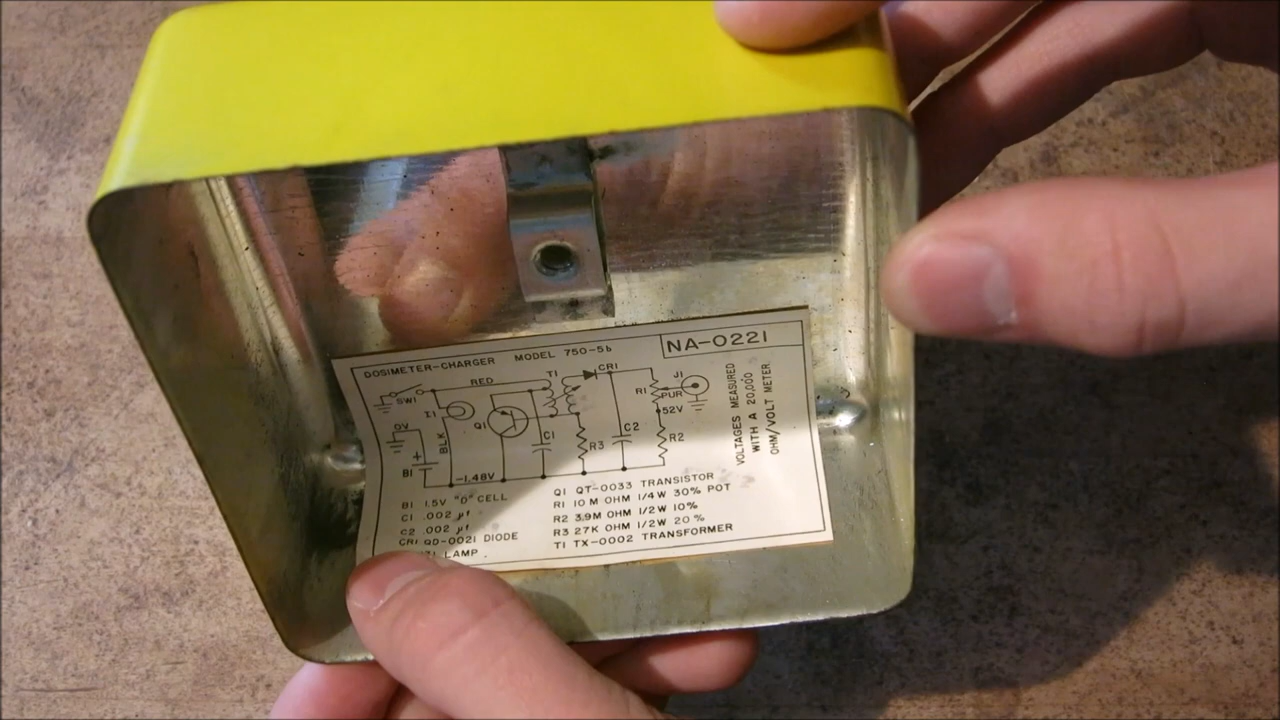 DOSIMETER-CHARGER MODEL 750-5b
NA-0221
RED
T1
CR1
J1
SW1
I1
R1
PUR
0V
BLK
Q1
C1
52V
C2
R2
R3
+
B1
-1.48V
VOLTAGES MEASURED
WITH A 20,000
OHM/VOLT METER.
B1 1.5V "D" CELL
C1 .002 µf
C2 .002 µf
CR1 QD-0021 DIODE
LAMP
Q1 QT-0033 TRANSISTOR
R1 10 M OHM 1/4 W 30% POT
R2 3.9M OHM 1/2W 10%
R3 27K OHM 1/2W 20%
T1 TX-0002 TRANSFORMER